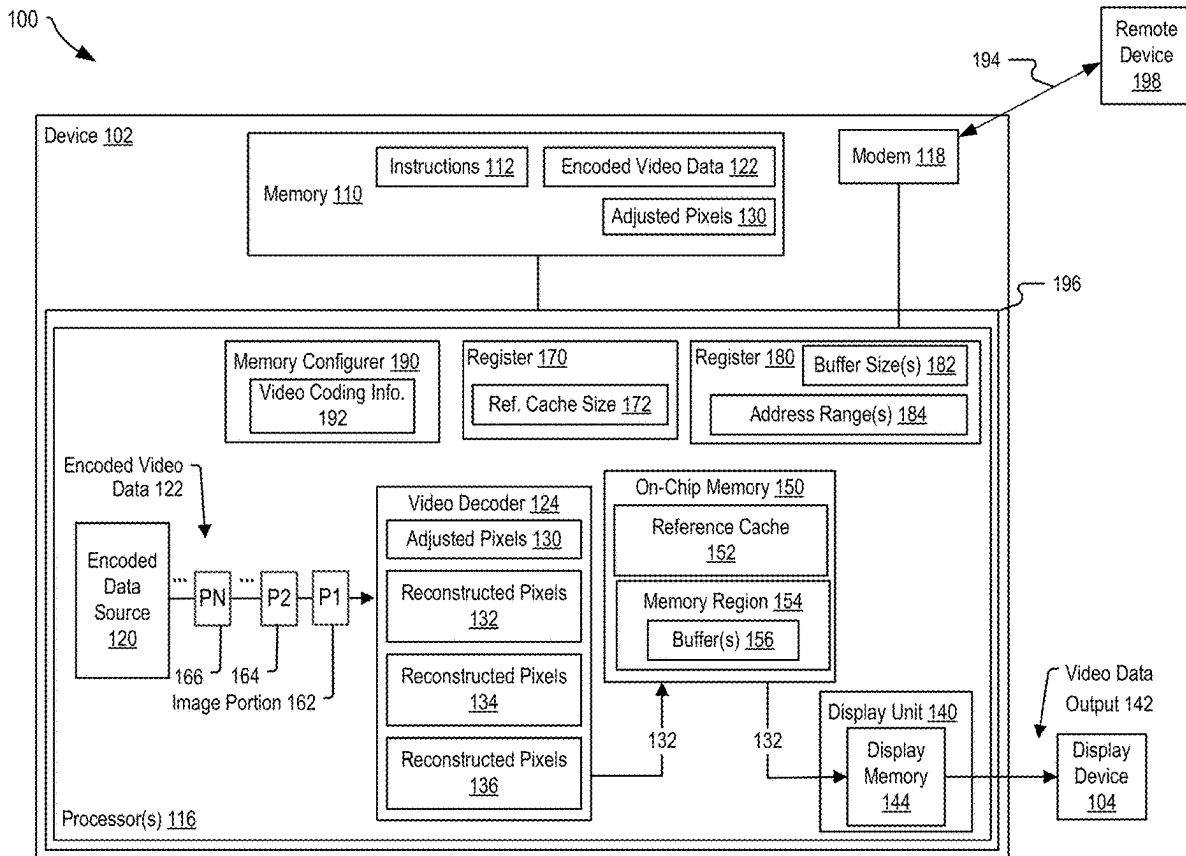 100
Remote
Device
198
194
Device 102
Memory 110
Instructions 112
Encoded Video Data 122
Adjusted Pixels 130
Modem 118
196
Memory Configurer 190
Video Coding Info.
192
Register 170
Ref. Cache Size 172
Register 180
Buffer Size(s) 182
Address Range(s) 184
Encoded Video
Data 122
Encoded
Data
Source
120
...
PN
...
P2
P1
166
164
Image Portion 162
Video Decoder 124
Adjusted Pixels 130
Reconstructed Pixels
132
Reconstructed Pixels
134
Reconstructed Pixels
136
On-Chip Memory 150
Reference Cache
152
Memory Region 154
Buffer(s) 156
132
132
Display Unit 140
Display
Memory
144
Video Data
Output 142
Display
Device
104
Processor(s) 116